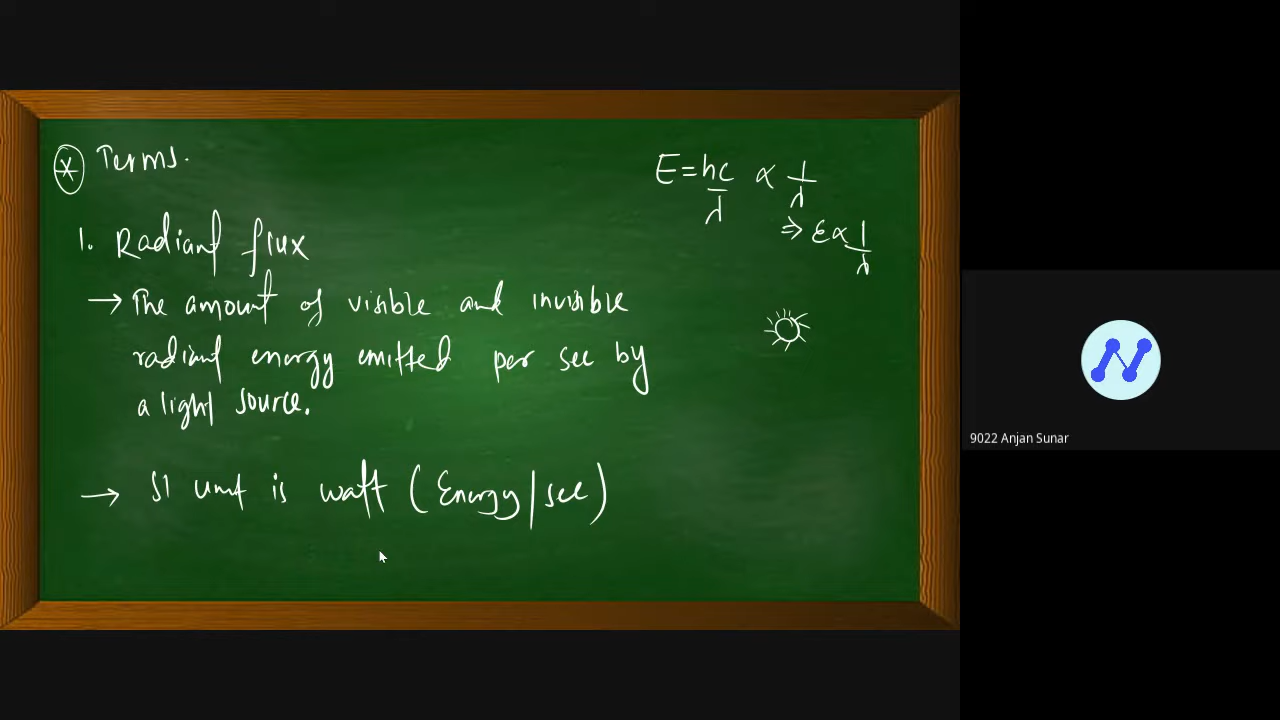 * Terms.
E = hc/λ ∝ 1/λ
⇒ E ∝ 1/λ
1. Radiant flux
→ The amount of visible and invisible
radiant energy emitted per sec by
a light source.
→ SI unit is watt (Energy/sec)
9022 Anjan Sunar